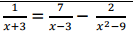 1/(x+3) = 7/(x−3) − 2/(x²−9)